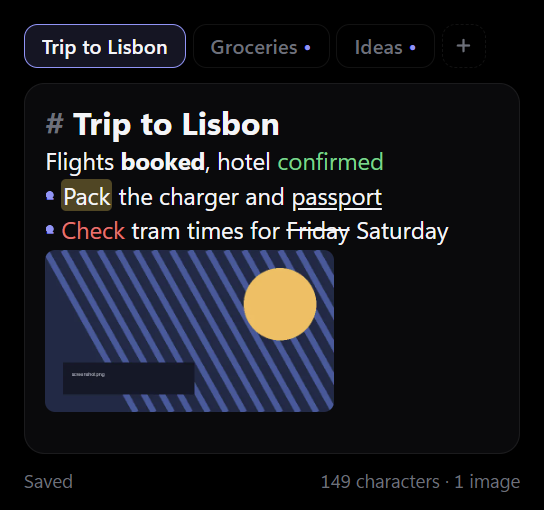 Trip to Lisbon Groceries • Ideas • +
# Trip to Lisbon
Flights booked, hotel confirmed
• Pack the charger and passport
• Check tram times for Friday Saturday
screenshot.png
Saved 149 characters · 1 image